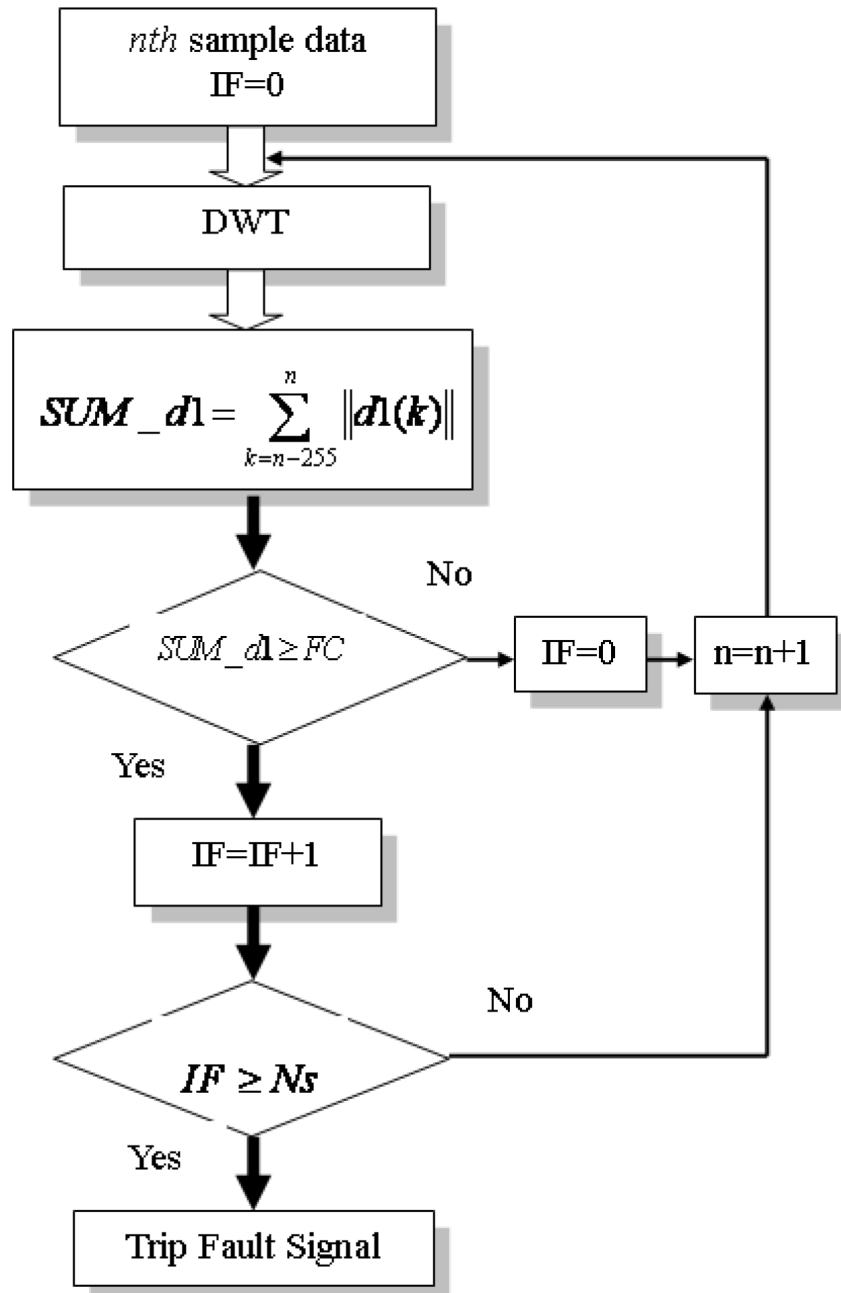 nth sample data
IF=0
DWT
SUM_d1 = \sum_{k=n-255}^{n} ||d1(k)||
No
SUM_d1 ≥ FC
IF=0
n=n+1
Yes
IF=IF+1
No
IF ≥ Ns
Yes
Trip Fault Signal